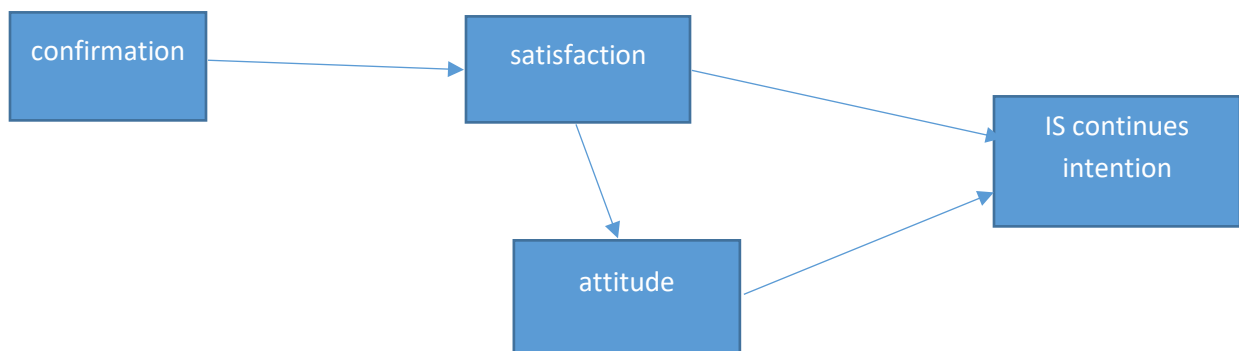 confirmation
satisfaction
IS continues
intention
attitude